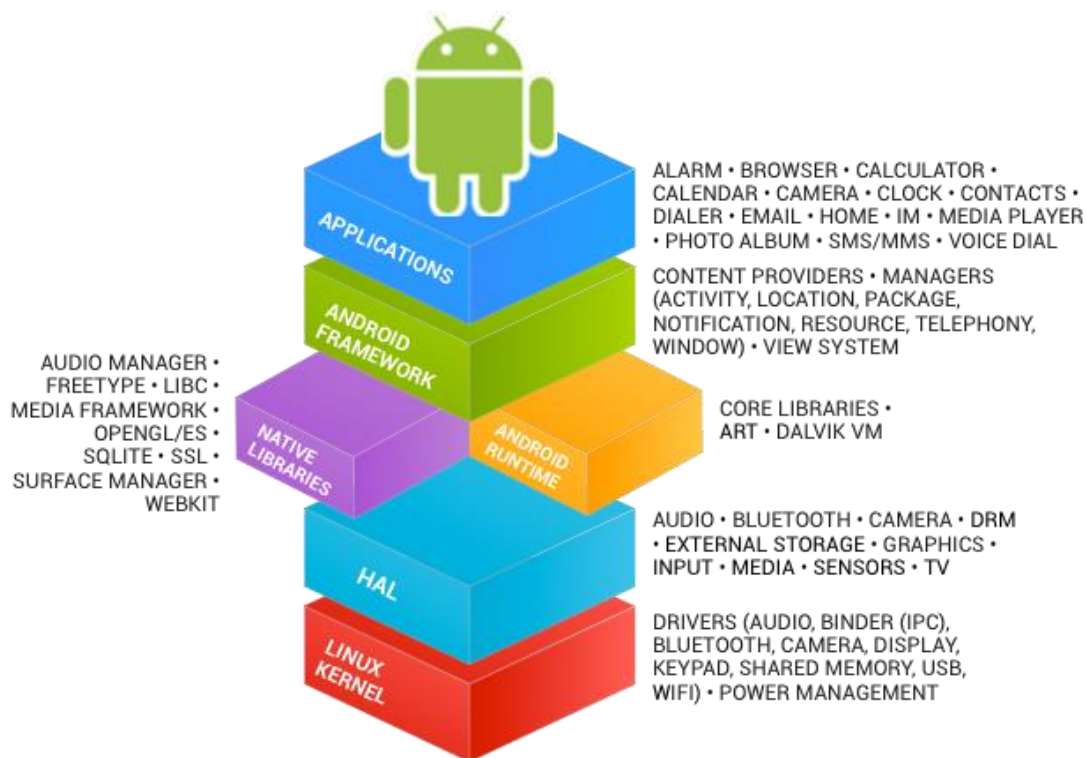 ALARM • BROWSER • CALCULATOR •
CALENDAR • CAMERA • CLOCK • CONTACTS •
DIALER • EMAIL • HOME • IM • MEDIA PLAYER
• PHOTO ALBUM • SMS/MMS • VOICE DIAL
APPLICATIONS
CONTENT PROVIDERS • MANAGERS
(ACTIVITY, LOCATION, PACKAGE,
NOTIFICATION, RESOURCE, TELEPHONY,
WINDOW) • VIEW SYSTEM
ANDROID
FRAMEWORK
AUDIO MANAGER •
FREETYPE • LIBC •
MEDIA FRAMEWORK •
OPENGL/ES •
SQLITE • SSL •
SURFACE MANAGER •
WEBKIT
NATIVE
LIBRARIES
ANDROID
RUNTIME
CORE LIBRARIES •
ART • DALVIK VM
HAL
AUDIO • BLUETOOTH • CAMERA • DRM
• EXTERNAL STORAGE • GRAPHICS •
INPUT • MEDIA • SENSORS • TV
LINUX
KERNEL
DRIVERS (AUDIO, BINDER (IPC),
BLUETOOTH, CAMERA, DISPLAY,
KEYPAD, SHARED MEMORY, USB,
WIFI) • POWER MANAGEMENT